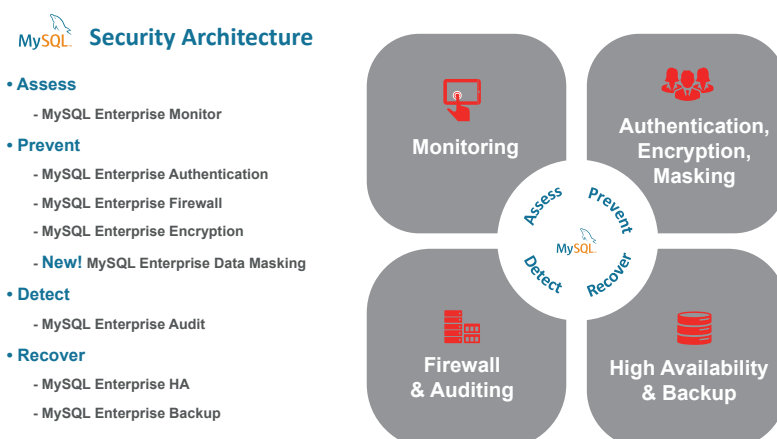 MySQL Security Architecture
• Assess
- MySQL Enterprise Monitor
• Prevent
- MySQL Enterprise Authentication
- MySQL Enterprise Firewall
- MySQL Enterprise Encryption
- New! MySQL Enterprise Data Masking
• Detect
- MySQL Enterprise Audit
• Recover
- MySQL Enterprise HA
- MySQL Enterprise Backup
Monitoring
Authentication,
Encryption,
Masking
Assess
Prevent
MySQL
Detect
Recover
Firewall
& Auditing
High Availability
& Backup